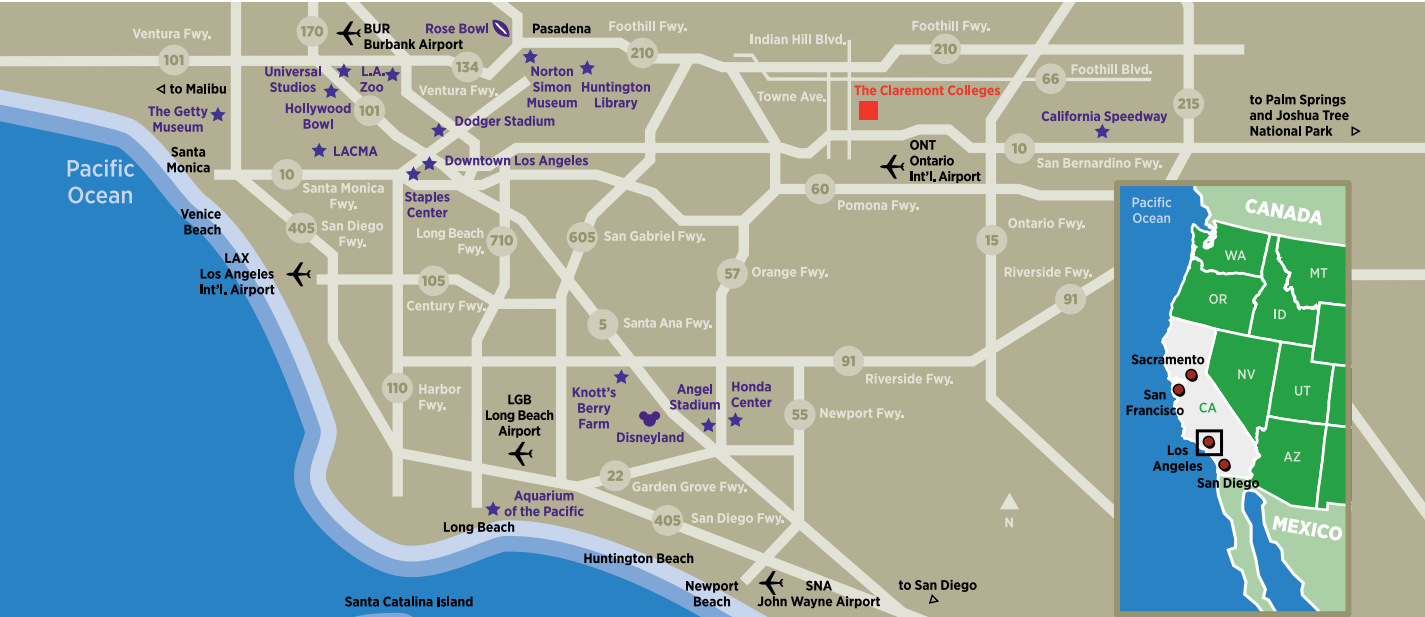 Ventura Fwy.
101
170
BUR
Burbank Airport
Rose Bowl
Pasadena
Foothill Fwy.
210
134
Ventura Fwy.
Indian Hill Blvd.
Foothill Fwy.
210
Foothill Blvd.
66
Towne Ave.
The Claremont Colleges
to Malibu
The Getty
Museum
Universal
Studios
L.A.
Zoo
Hollywood
Bowl
101
Norton
Simon
Museum
Huntington
Library
Dodger Stadium
California Speedway
215
to Palm Springs
and Joshua Tree
National Park
LACMA
Downtown Los Angeles
Staples
Center
Santa
Monica
10
Santa Monica
Fwy.
Pacific
Ocean
Venice
Beach
405
San Diego
Fwy.
Long Beach
Fwy.
710
605
San Gabriel Fwy.
60
Pomona Fwy.
ONT
Ontario
Int'l. Airport
10
San Bernardino Fwy.
Ontario Fwy.
15
Riverside Fwy.
91
LAX
Los Angeles
Int'l. Airport
105
Century Fwy.
57
Orange Fwy.
5
Santa Ana Fwy.
91
Riverside Fwy.
110
Harbor
Fwy.
LGB
Long Beach
Airport
Knott's
Berry
Farm
Disneyland
Angel
Stadium
Honda
Center
55
Newport Fwy.
22
Garden Grove Fwy.
Aquarium
of the Pacific
Long Beach
405
San Diego Fwy.
N
Huntington Beach
Newport
Beach
SNA
John Wayne Airport
to San Diego
Santa Catalina Island
Pacific
Ocean
CANADA
WA
MT
OR
ID
Sacramento
San
Francisco
CA
NV
UT
Los
Angeles
AZ
San Diego
MEXICO